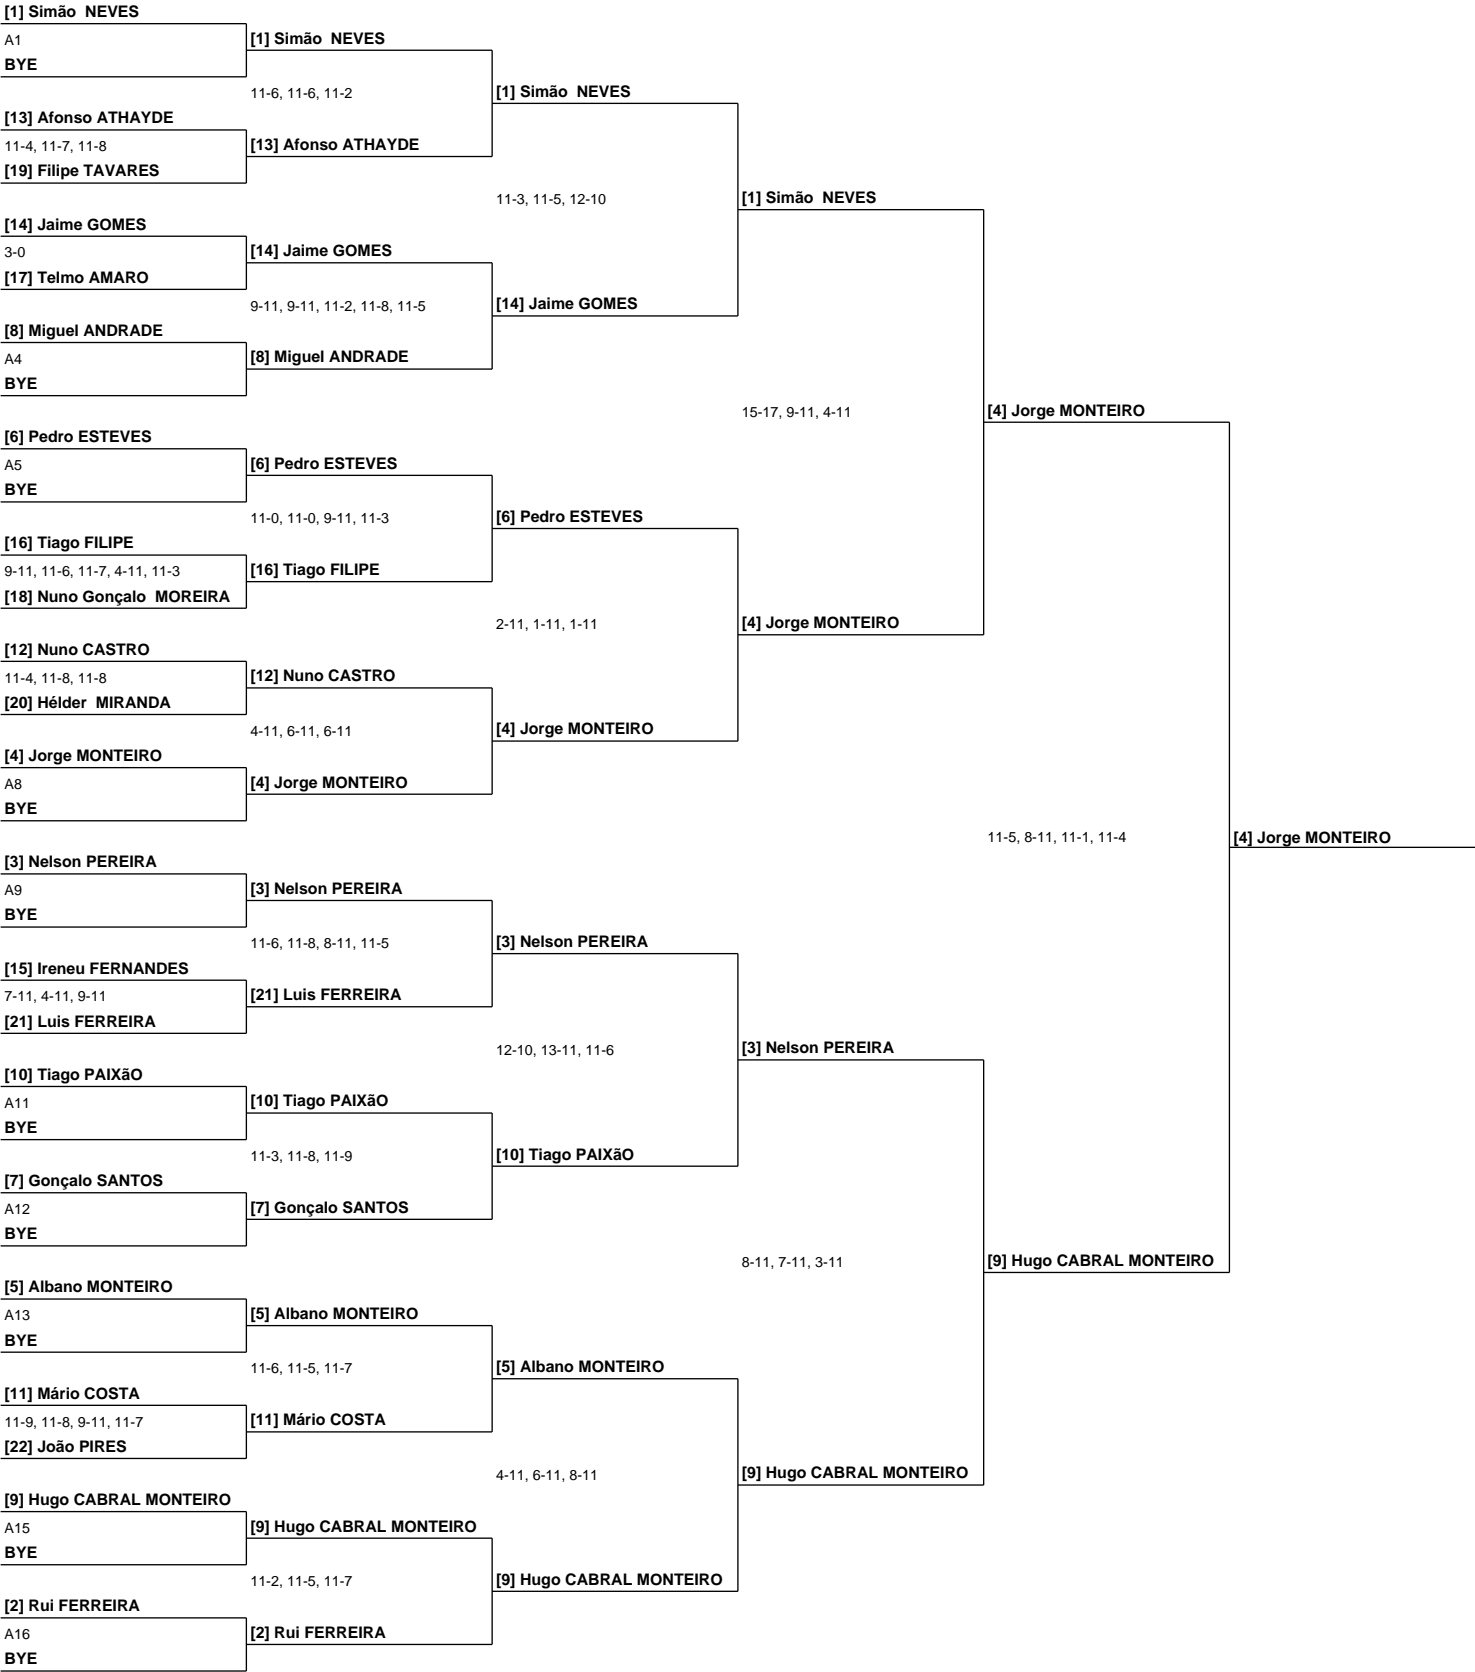 [1] Simão  NEVES
A1
BYE
[13] Afonso ATHAYDE
11-4, 11-7, 11-8
[19] Filipe TAVARES
[14] Jaime GOMES
3-0
[17] Telmo AMARO
[8] Miguel ANDRADE
A4
BYE
[6] Pedro ESTEVES
A5
BYE
[16] Tiago FILIPE
9-11, 11-6, 11-7, 4-11, 11-3
[18] Nuno Gonçalo  MOREIRA
[12] Nuno CASTRO
11-4, 11-8, 11-8
[20] Hélder  MIRANDA
[4] Jorge MONTEIRO
A8
BYE
[3] Nelson PEREIRA
A9
BYE
[15] Ireneu FERNANDES
7-11, 4-11, 9-11
[21] Luis FERREIRA
[10] Tiago PAIXãO
A11
BYE
[7] Gonçalo SANTOS
A12
BYE
[5] Albano MONTEIRO
A13
BYE
[11] Mário COSTA
11-9, 11-8, 9-11, 11-7
[22] João PIRES
[9] Hugo CABRAL MONTEIRO
A15
BYE
[2] Rui FERREIRA
A16
BYE
[1] Simão  NEVES
11-6, 11-6, 11-2
[13] Afonso ATHAYDE
[14] Jaime GOMES
9-11, 9-11, 11-2, 11-8, 11-5
[8] Miguel ANDRADE
[6] Pedro ESTEVES
11-0, 11-0, 9-11, 11-3
[16] Tiago FILIPE
[12] Nuno CASTRO
4-11, 6-11, 6-11
[4] Jorge MONTEIRO
[3] Nelson PEREIRA
11-6, 11-8, 8-11, 11-5
[21] Luis FERREIRA
[10] Tiago PAIXãO
11-3, 11-8, 11-9
[7] Gonçalo SANTOS
[5] Albano MONTEIRO
11-6, 11-5, 11-7
[11] Mário COSTA
[9] Hugo CABRAL MONTEIRO
11-2, 11-5, 11-7
[2] Rui FERREIRA
[1] Simão  NEVES
11-3, 11-5, 12-10
[14] Jaime GOMES
[6] Pedro ESTEVES
2-11, 1-11, 1-11
[4] Jorge MONTEIRO
[3] Nelson PEREIRA
12-10, 13-11, 11-6
[10] Tiago PAIXãO
[5] Albano MONTEIRO
4-11, 6-11, 8-11
[9] Hugo CABRAL MONTEIRO
[1] Simão  NEVES
15-17, 9-11, 4-11
[4] Jorge MONTEIRO
[3] Nelson PEREIRA
8-11, 7-11, 3-11
[9] Hugo CABRAL MONTEIRO
[4] Jorge MONTEIRO
11-5, 8-11, 11-1, 11-4
[9] Hugo CABRAL MONTEIRO
[4] Jorge MONTEIRO